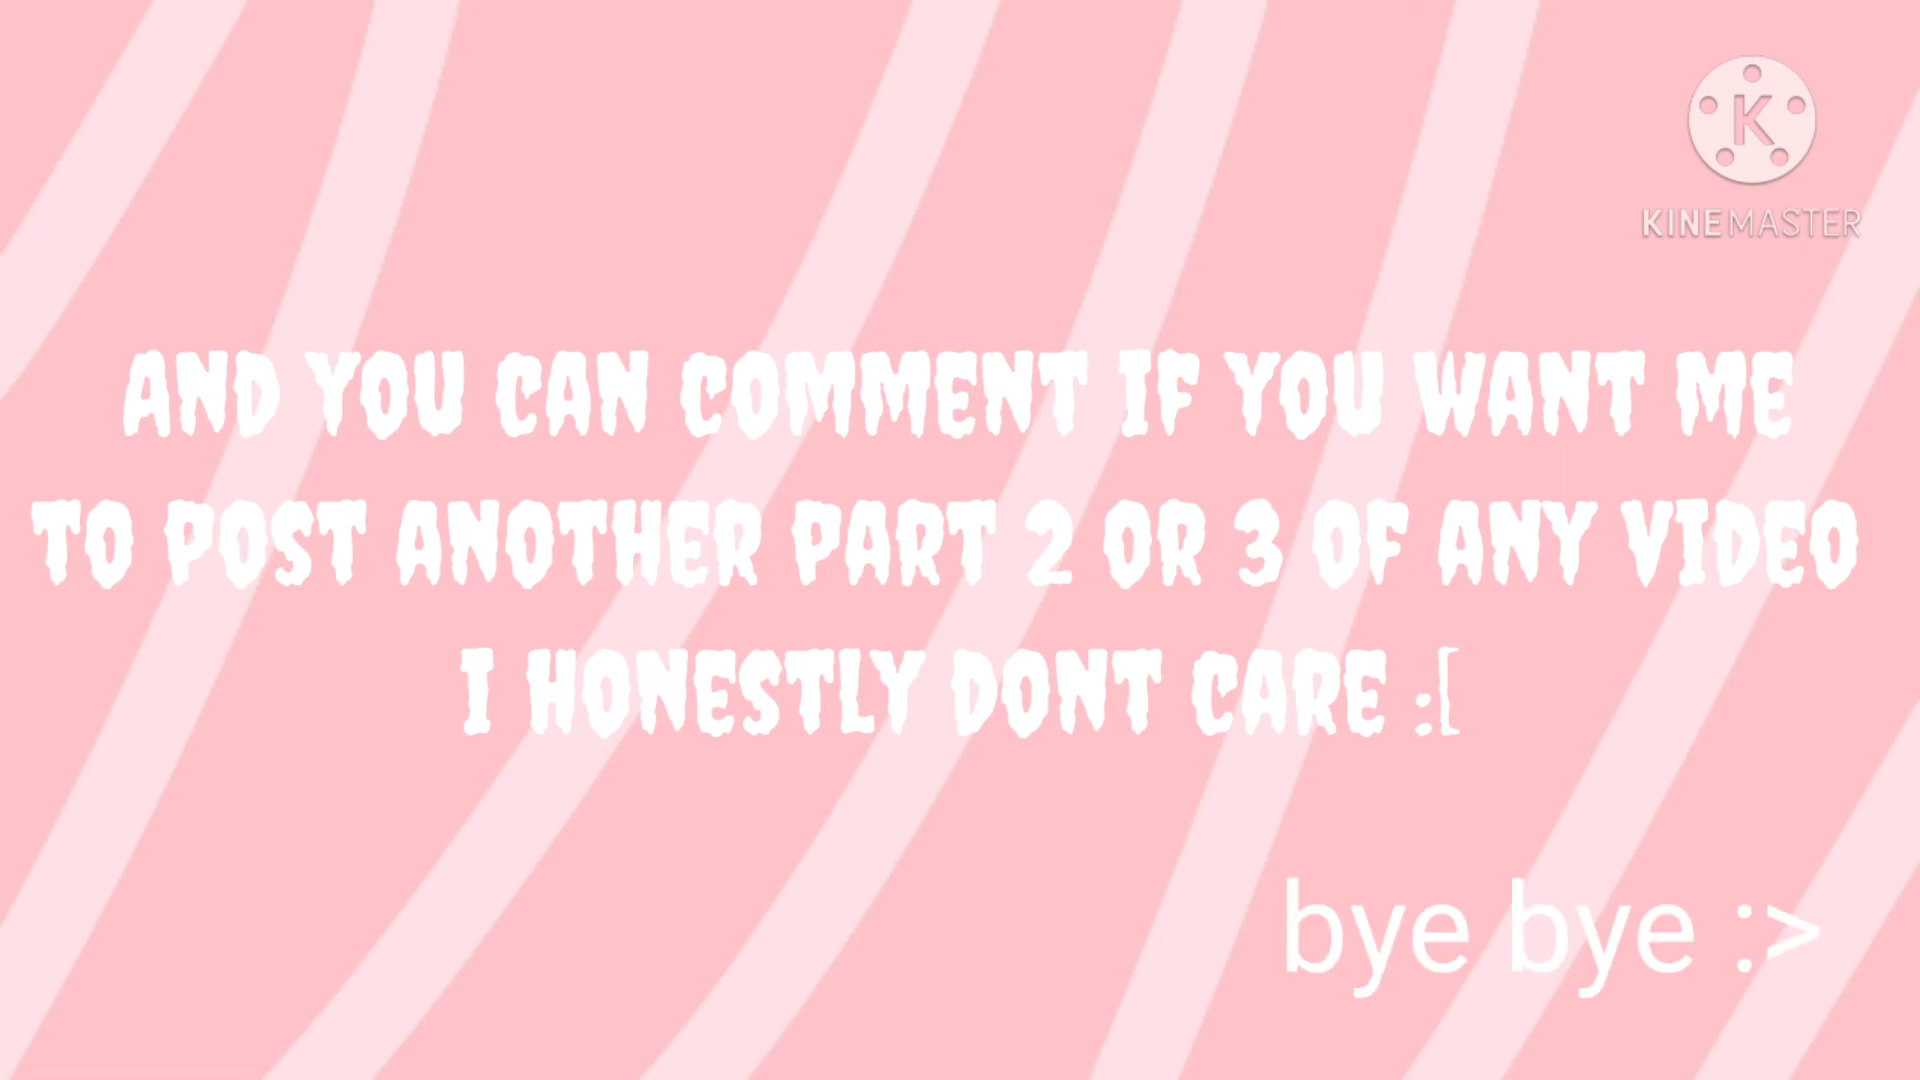 K
KINEMASTER
AND YOU CAN COMMENT IF YOU WANT ME
TO POST ANOTHER PART 2 OR 3 OF ANY VIDEO
I HONESTLY DONT CARE :[
bye bye :>